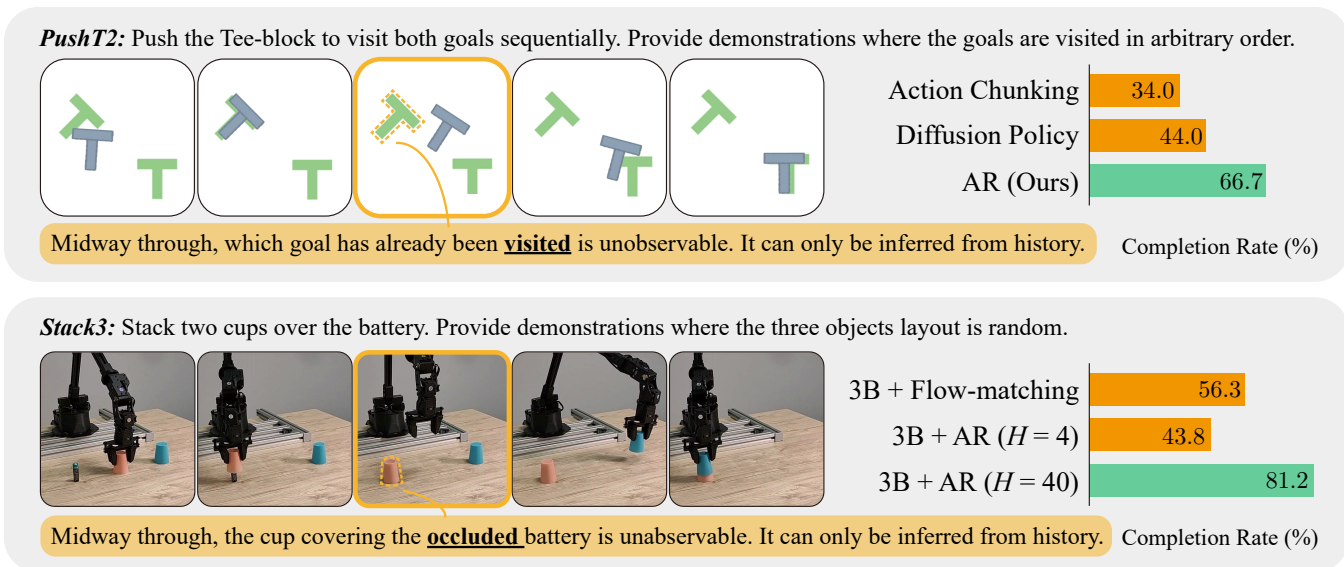 PushT2: Push the Tee-block to visit both goals sequentially. Provide demonstrations where the goals are visited in arbitrary order.
Action Chunking 34.0
Diffusion Policy 44.0
AR (Ours) 66.7
Midway through, which goal has already been visited is unobservable. It can only be inferred from history.
Completion Rate (%)
Stack3: Stack two cups over the battery. Provide demonstrations where the three objects layout is random.
3B + Flow-matching 56.3
3B + AR (H = 4) 43.8
3B + AR (H = 40) 81.2
Midway through, the cup covering the occluded battery is unabservable. It can only be inferred from history.
Completion Rate (%)